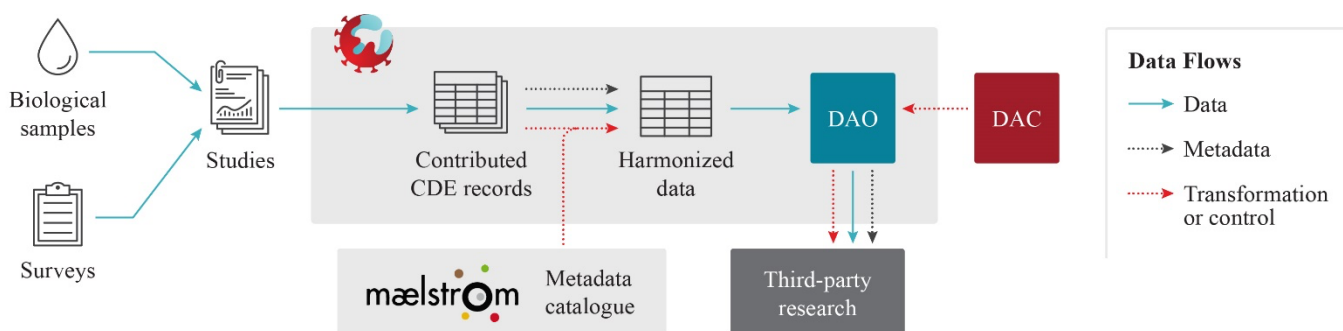 Biological
samples
Studies
Surveys
Contributed
CDE records
Harmonized
data
DAO
DAC
mælstrom
Metadata
catalogue
Third-party
research
Data Flows
Data
Metadata
Transformation
or control